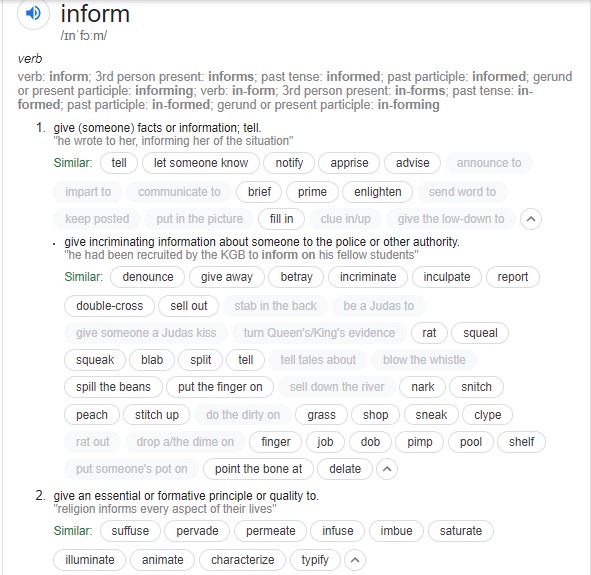 inform
/ɪnˈfɔːm/
verb
verb: inform; 3rd person present: informs; past tense: informed; past participle: informed; gerund
or present participle: informing; verb: in-form; 3rd person present: in-forms; past tense: in-
formed; past participle: in-formed; gerund or present participle: in-forming
1. give (someone) facts or information; tell.
"he wrote to her, informing her of the situation"
Similar: tell let someone know notify apprise advise announce to
impart to communicate to brief prime enlighten send word to
keep posted put in the picture fill in clue in/up give the low-down to
• give incriminating information about someone to the police or other authority.
"he had been recruited by the KGB to inform on his fellow students"
Similar: denounce give away betray incriminate inculpate report
double-cross sell out stab in the back be a Judas to
give someone a Judas kiss turn Queen's/King's evidence rat squeal
squeak blab split tell tell tales about blow the whistle
spill the beans put the finger on sell down the river nark snitch
peach stitch up do the dirty on grass shop sneak clype
rat out drop a/the dime on finger job dob pimp pool shelf
put someone's pot on point the bone at delate
2. give an essential or formative principle or quality to.
"religion informs every aspect of their lives"
Similar: suffuse pervade permeate infuse imbue saturate
illuminate animate characterize typify